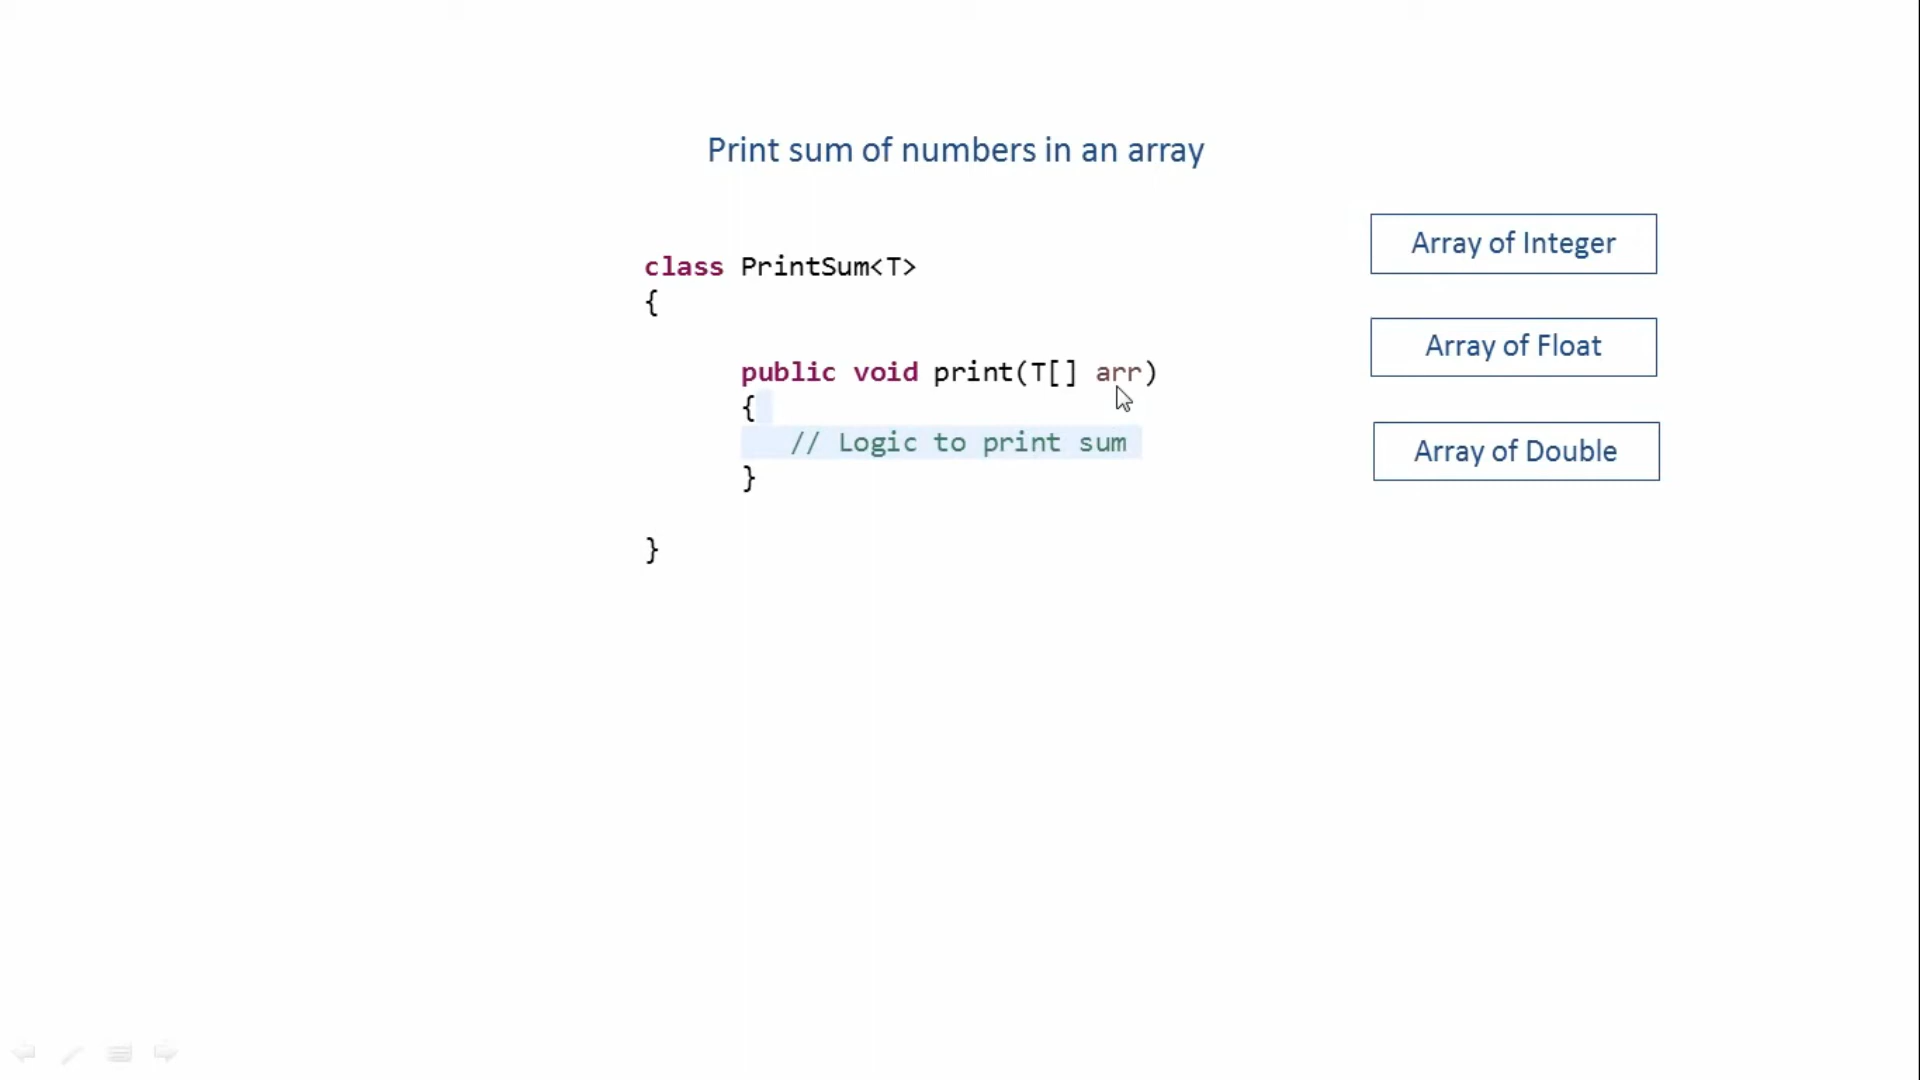 Print sum of numbers in an array
class PrintSum<T>
{
public void print(T[] arr)
{
// Logic to print sum
}
}
Array of Integer
Array of Float
Array of Double